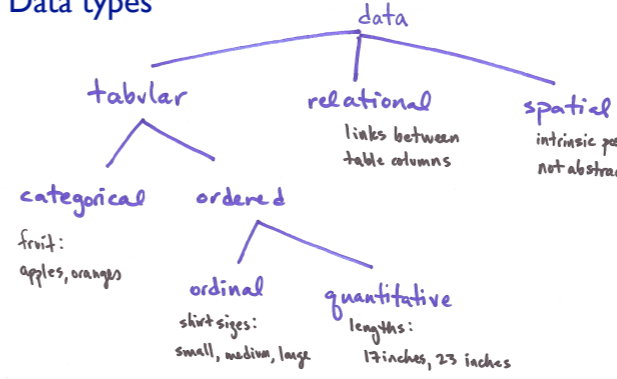 Data types
data
tabular
relational
spatial
links between
table columns
intrinsic
not
categorical
ordered
fruit:
apples, oranges
ordinal
quantitative
shirt sizes:
small, medium, large
lengths:
17 inches, 23 inches